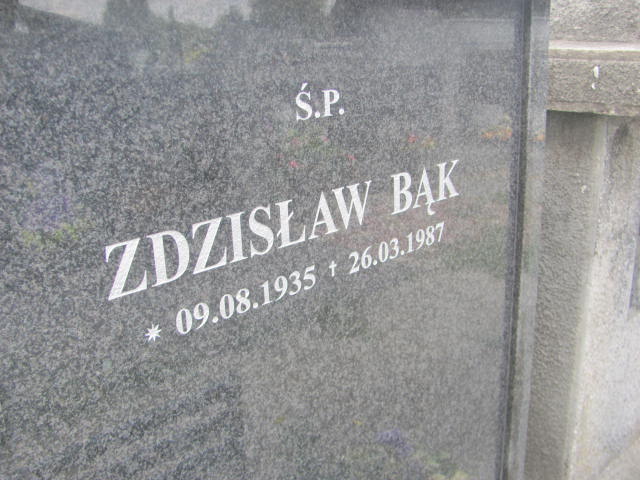 Ś.P.
ZDZISŁAW BĄK
* 09.08.1935 † 26.03.1987